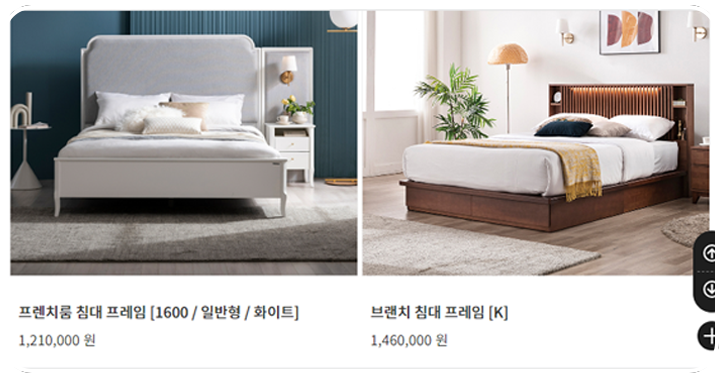 프렌치룸 침대 프레임 [1600 / 일반형 / 화이트]
1,210,000 원
브랜치 침대 프레임 [K]
1,460,000 원